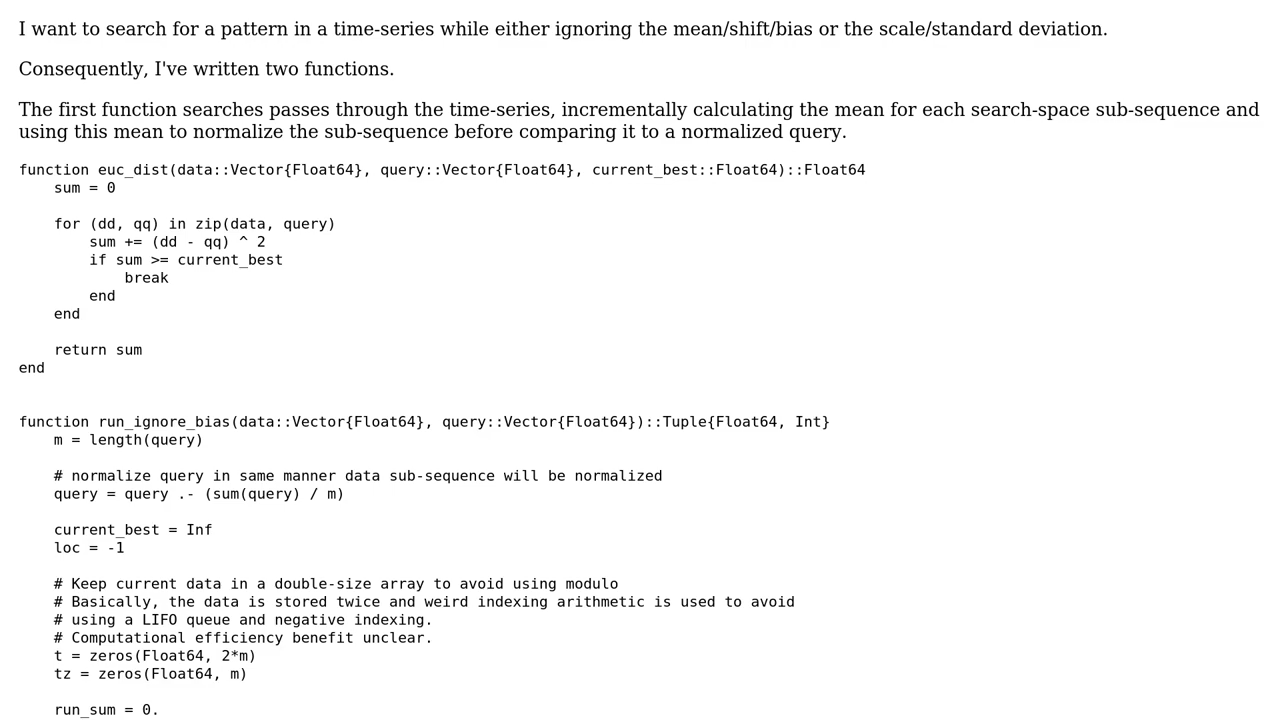 I want to search for a pattern in a time-series while either ignoring the mean/shift/bias or the scale/standard deviation.
Consequently, I've written two functions.
The first function searches passes through the time-series, incrementally calculating the mean for each search-space sub-sequence and
using this mean to normalize the sub-sequence before comparing it to a normalized query.
function euc_dist(data::Vector{Float64}, query::Vector{Float64}, current_best::Float64)::Float64
    sum = 0
    for (dd, qq) in zip(data, query)
        sum += (dd - qq) ^ 2
        if sum >= current_best
            break
        end
    end
    return sum
end
function run_ignore_bias(data::Vector{Float64}, query::Vector{Float64})::Tuple{Float64, Int}
    m = length(query)
    # normalize query in same manner data sub-sequence will be normalized
    query = query .- (sum(query) / m)
    current_best = Inf
    loc = -1
    # Keep current data in a double-size array to avoid using modulo
    # Basically, the data is stored twice and weird indexing arithmetic is used to avoid
    # using a LIFO queue and negative indexing.
    # Computational efficiency benefit unclear.
    t = zeros(Float64, 2*m)
    tz = zeros(Float64, m)
    run_sum = 0.